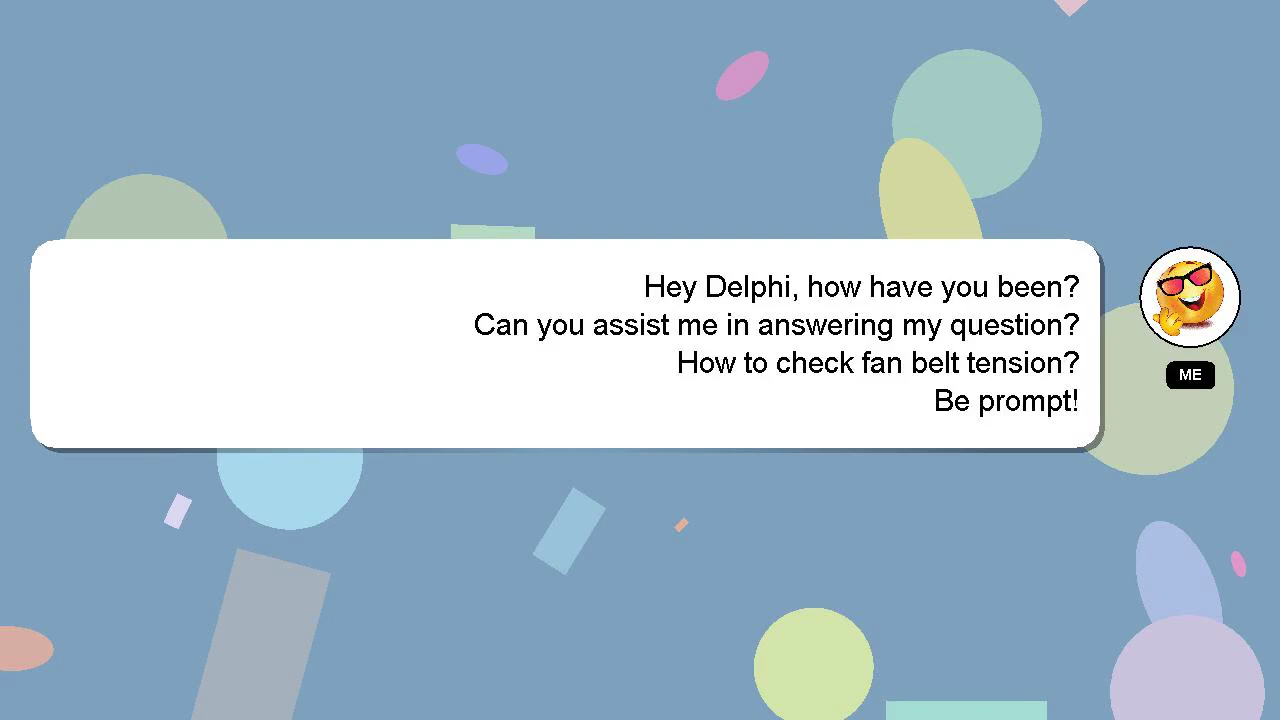 Hey Delphi, how have you been?
Can you assist me in answering my question?
How to check fan belt tension?
Be prompt!
ME